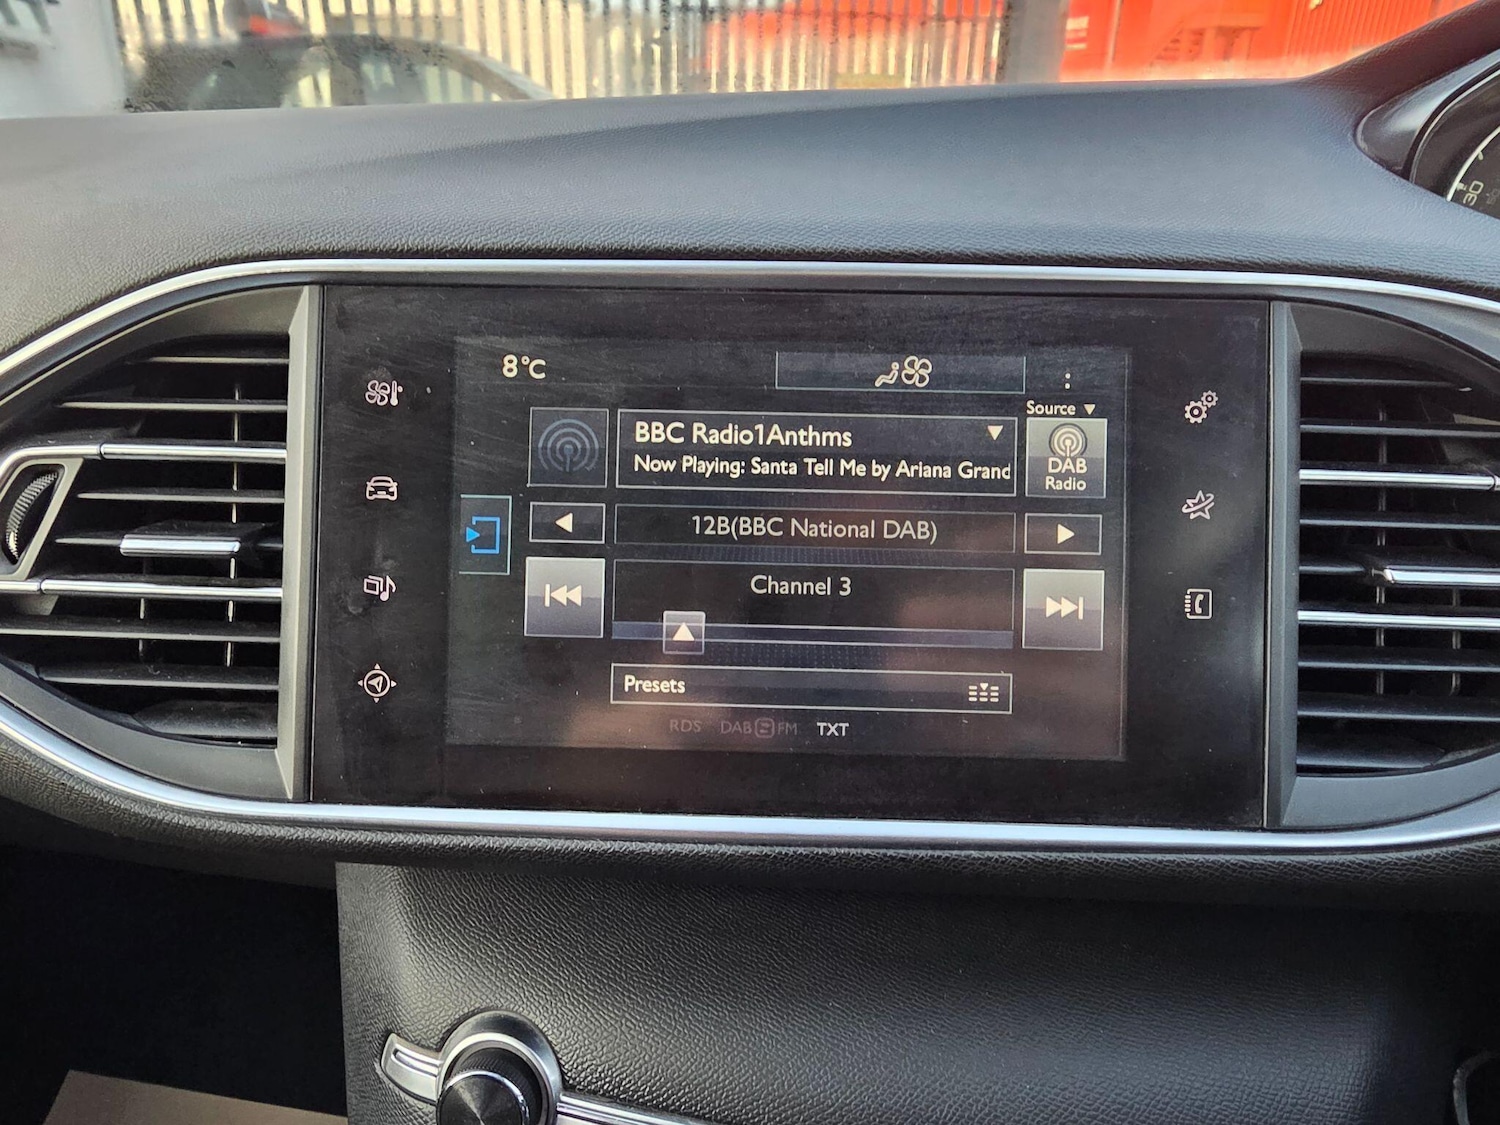 8°C
Source
BBC Radio1Anthms
Now Playing: Santa Tell Me by Ariana Grand
DAB
Radio
12B(BBC National DAB)
Channel 3
Presets
RDS DAB FM TXT
30